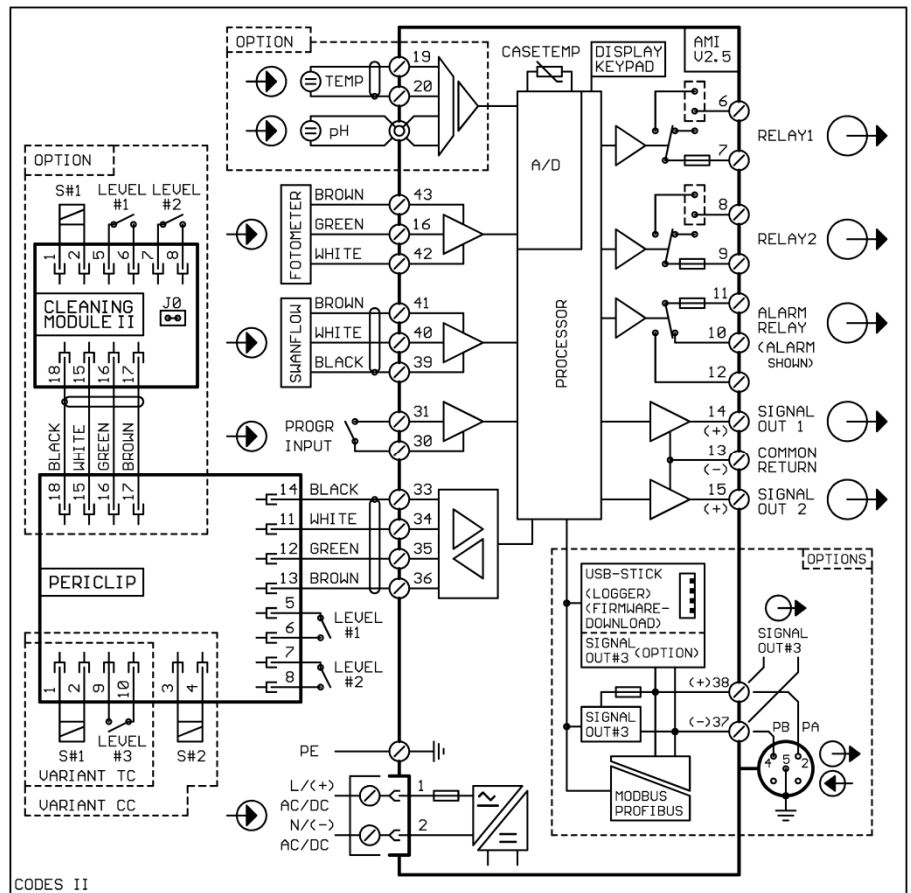 OPTION
19
TEMP
20
pH
CASETEMP
DISPLAY
KEYPAD
AMI
V2.5
A/D
PROCESSOR
6
RELAY1
7
8
RELAY2
9
11
ALARM
RELAY
10
(ALARM
SHOWN)
12
14
SIGNAL
OUT 1
(+)
13
COMMON
RETURN
(-)
15
SIGNAL
OUT 2
(+)
FOTOMETER
BROWN
43
GREEN
16
WHITE
42
SWANFLOW
BROWN
41
WHITE
40
BLACK
39
PROGR
INPUT
31
30
OPTION
S#1
LEVEL
#1
LEVEL
#2
1
2
5
6
7
8
CLEANING
MODULE II
J0
18
15
16
17
BLACK
WHITE
GREEN
BROWN
18
15
16
17
PERICLIP
14
BLACK
33
11
WHITE
34
12
GREEN
35
13
BROWN
36
5
LEVEL
#1
6
7
LEVEL
#2
8
1
2
9
10
3
4
S#1
LEVEL
#3
S#2
VARIANT TC
VARIANT CC
PE
L/(+)
AC/DC
1
N/(-)
AC/DC
2
OPTIONS
USB-STICK
(LOGGER)
(FIRMWARE-
DOWNLOAD)
SIGNAL
OUT#3
(OPTION)
SIGNAL
OUT#3
SIGNAL
OUT#3
(+)38
(-)37
PB
PA
4
5
2
MODBUS
PROFIBUS
CODES II